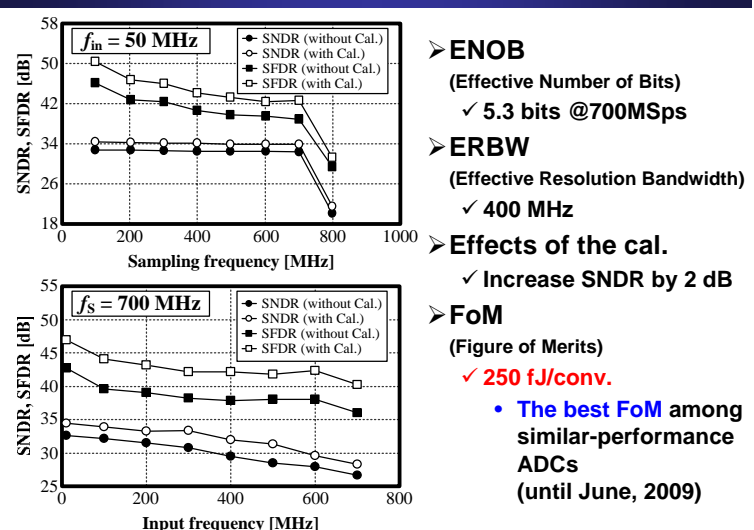 58
50
42
34
26
18
SNDR, SFDR [dB]
fin = 50 MHz
SNDR (without Cal.)
SNDR (with Cal.)
SFDR (without Cal.)
SFDR (with Cal.)
0 200 400 600 800 1000
Sampling frequency [MHz]
55
50
45
40
35
30
25
SNDR, SFDR [dB]
fS = 700 MHz
SNDR (without Cal.)
SNDR (with Cal.)
SFDR (without Cal.)
SFDR (with Cal.)
0 200 400 600 800
Input frequency [MHz]
➢ENOB
(Effective Number of Bits)
✓ 5.3 bits @700MSps
➢ERBW
(Effective Resolution Bandwidth)
✓ 400 MHz
➢Effects of the cal.
✓ Increase SNDR by 2 dB
➢FoM
(Figure of Merits)
✓ 250 fJ/conv.
• The best FoM among
similar-performance
ADCs
(until June, 2009)